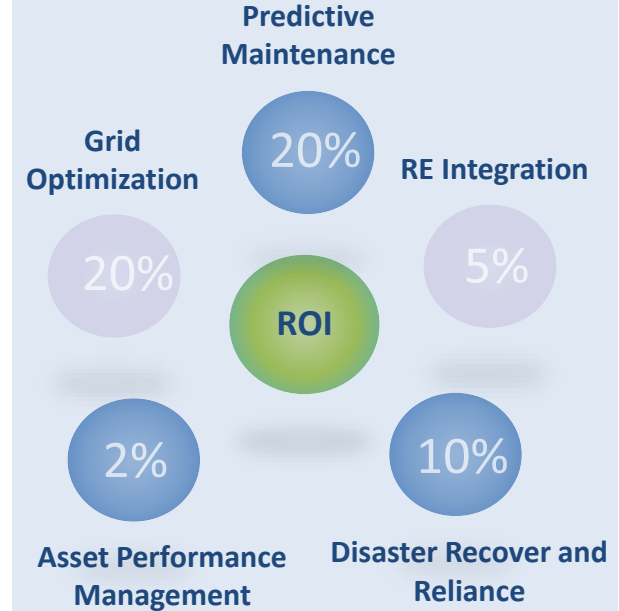 Predictive
Maintenance
20%
Grid
Optimization
20%
RE Integration
5%
ROI
2%
Asset Performance
Management
10%
Disaster Recover and
Reliance